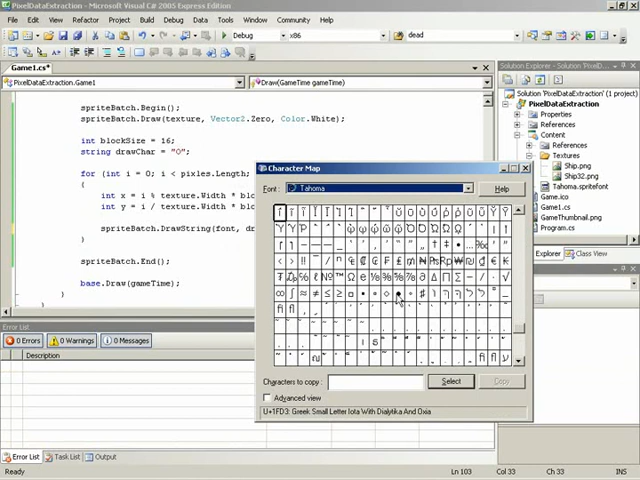 PixelDataExtraction - Microsoft Visual C# 2005 Express Edition
File Edit View Refactor Project Build Debug Data Tools Window Community Help
Debug x86 dead
Game1.cs*
PixelDataExtraction.Game1 Draw(GameTime gameTime)
spriteBatch.Begin();
spriteBatch.Draw(texture, Vector2.Zero, Color.White);
int blockSize = 16;
string drawChar = "O";
for (int i = 0; i < pixles.Length;
{
int x = i % texture.Width * blo
int y = i / texture.Width * blo
spriteBatch.DrawString(font, dr
}
spriteBatch.End();
base.Draw(gameTime);
}
}
Solution Explorer - Solution 'PixelD...
Solution 'PixelDataExtraction' (1 project)
PixelDataExtraction
Properties
References
Content
References
Textures
Ship.png
Ship32.png
Tahoma.spritefont
Game.ico
Game1.cs
GameThumbnail.png
Program.cs
Class View
Character Map
Font : Tahoma Help
Characters to copy : Select Copy
Advanced view
U+1FD3: Greek Small Letter Iota With Dialytika And Oxia
Error List
0 Errors 0 Warnings 0 Messages
Description
Error List Task List Output
Ready Ln 103 Col 33 Ch 33 INS